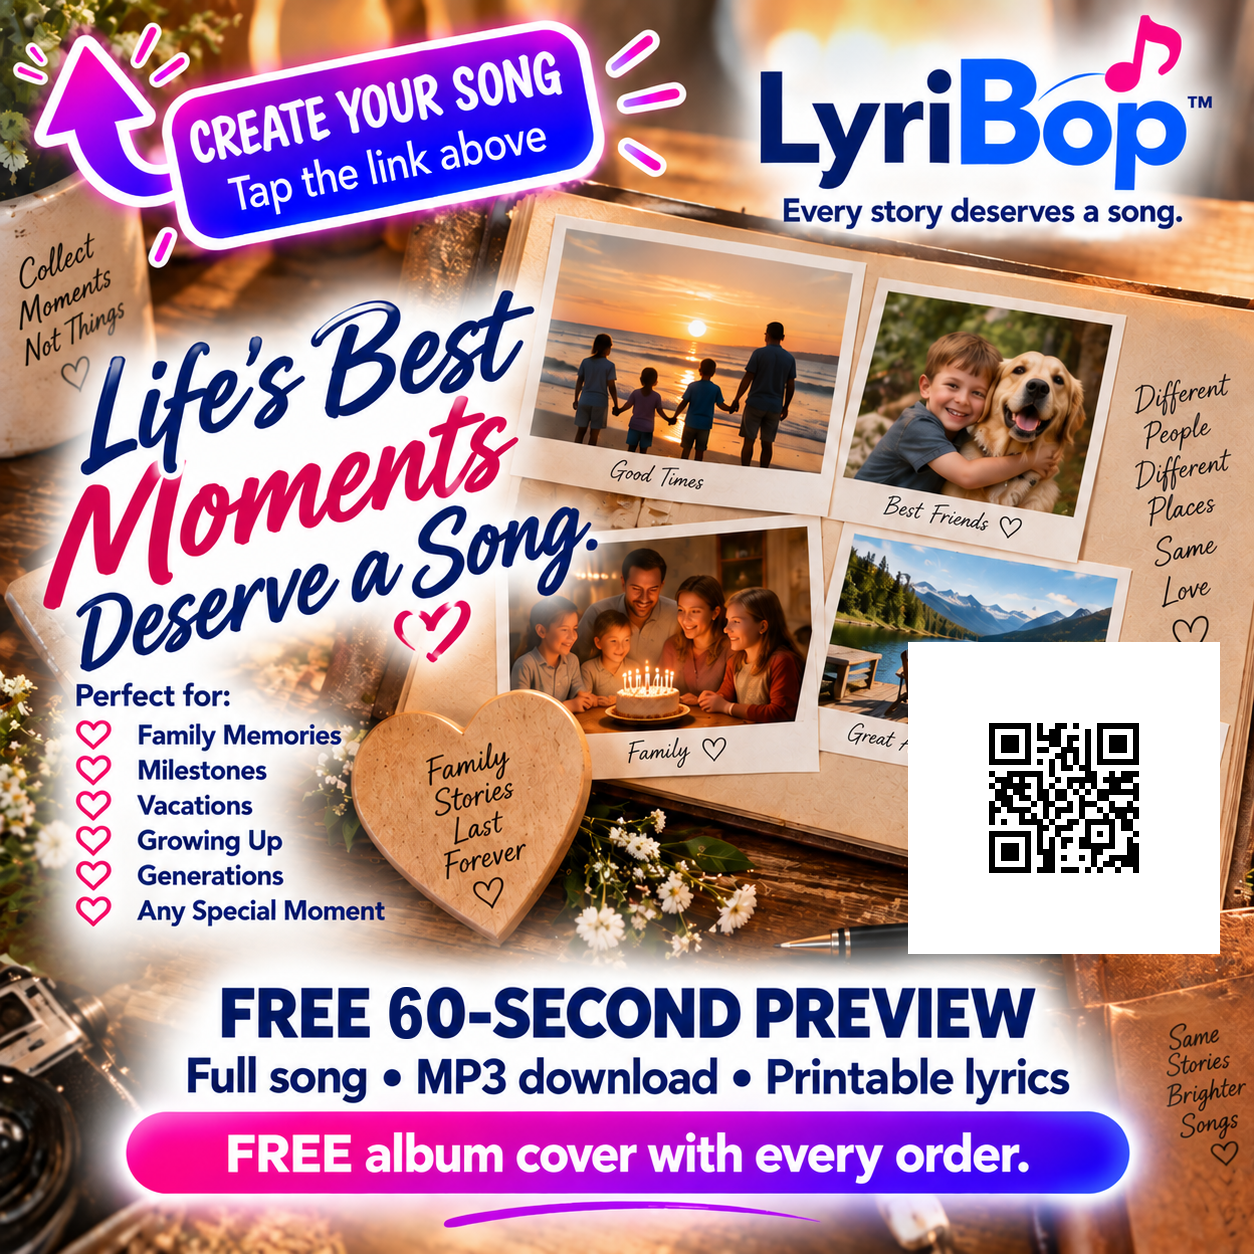 CREATE YOUR SONG
Tap the link above
LyriBop™
Every story deserves a song.
Collect
Moments
Not Things
Life's Best
Moments
Deserve a Song.
Good Times
Best Friends
Different
People
Different
Places
Same
Love
Family
Great
Perfect for:
Family Memories
Milestones
Vacations
Growing Up
Generations
Any Special Moment
Family
Stories
Last
Forever
FREE 60-SECOND PREVIEW
Full song • MP3 download • Printable lyrics
FREE album cover with every order.
Same
Stories
Brighter
Songs